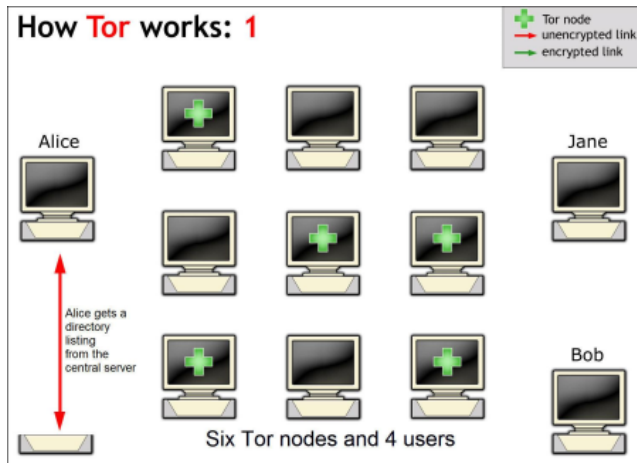 How Tor works: 1
Tor node
unencrypted link
encrypted link
Alice
Jane
Alice gets a
directory
listing
from the
central server
Bob
Six Tor nodes and 4 users